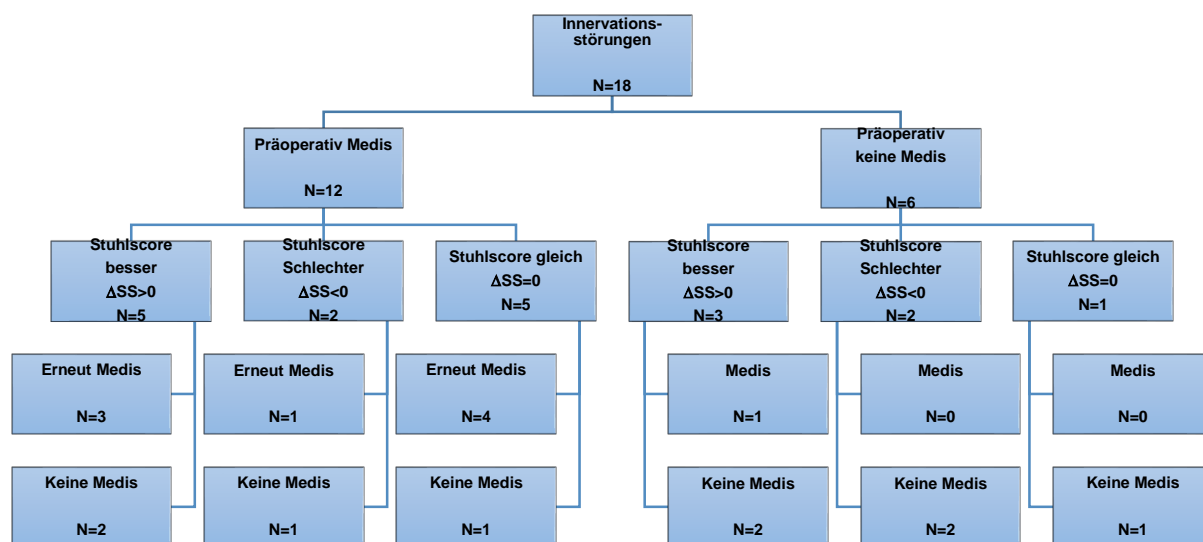 Innervations-
störungen
N=18
Präoperativ Medis
N=12
Präoperativ
keine Medis
N=6
Stuhlscore
besser
ΔSS>0
N=5
Stuhlscore
Schlechter
ΔSS<0
N=2
Stuhlscore gleich
ΔSS=0
N=5
Stuhlscore
besser
ΔSS>0
N=3
Stuhlscore
Schlechter
ΔSS<0
N=2
Stuhlscore gleich
ΔSS=0
N=1
Erneut Medis
N=3
Erneut Medis
N=1
Erneut Medis
N=4
Medis
N=1
Medis
N=0
Medis
N=0
Keine Medis
N=2
Keine Medis
N=1
Keine Medis
N=1
Keine Medis
N=2
Keine Medis
N=2
Keine Medis
N=1